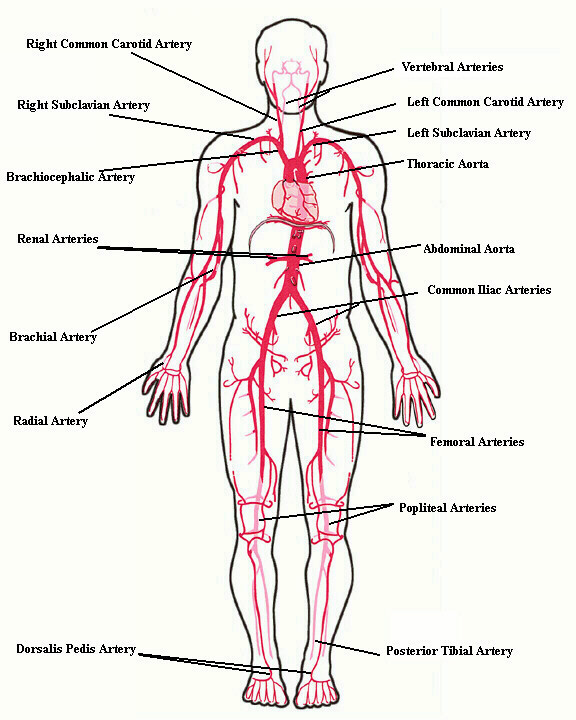 Right Common Carotid Artery
Vertebral Arteries
Left Common Carotid Artery
Right Subclavian Artery
Left Subclavian Artery
Thoracic Aorta
Brachiocephalic Artery
Renal Arteries
Abdominal Aorta
Common Iliac Arteries
Brachial Artery
Radial Artery
Femoral Arteries
Popliteal Arteries
Dorsalis Pedis Artery
Posterior Tibial Artery